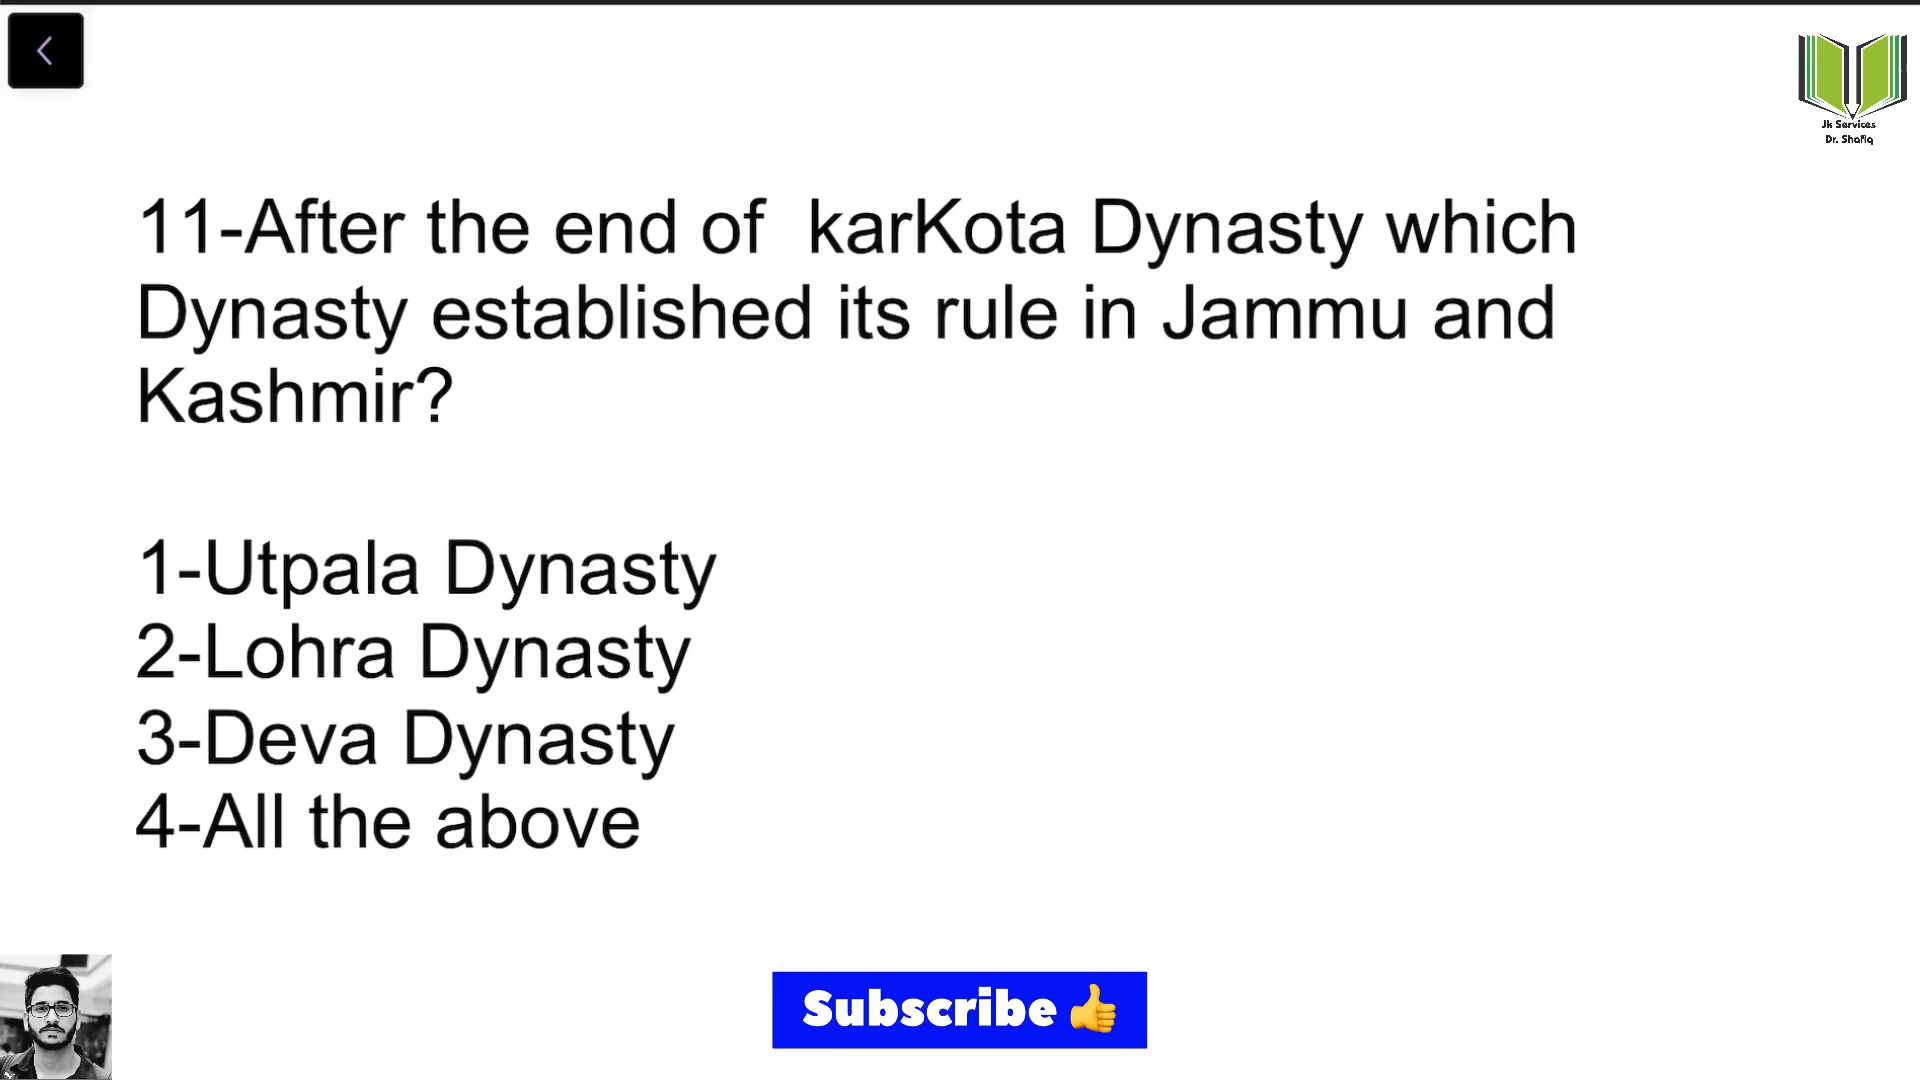 Jk Services
Dr. Shafiq
11-After the end of  karKota Dynasty which
Dynasty established its rule in Jammu and
Kashmir?
1-Utpala Dynasty
2-Lohra Dynasty
3-Deva Dynasty
4-All the above
Subscribe 👍